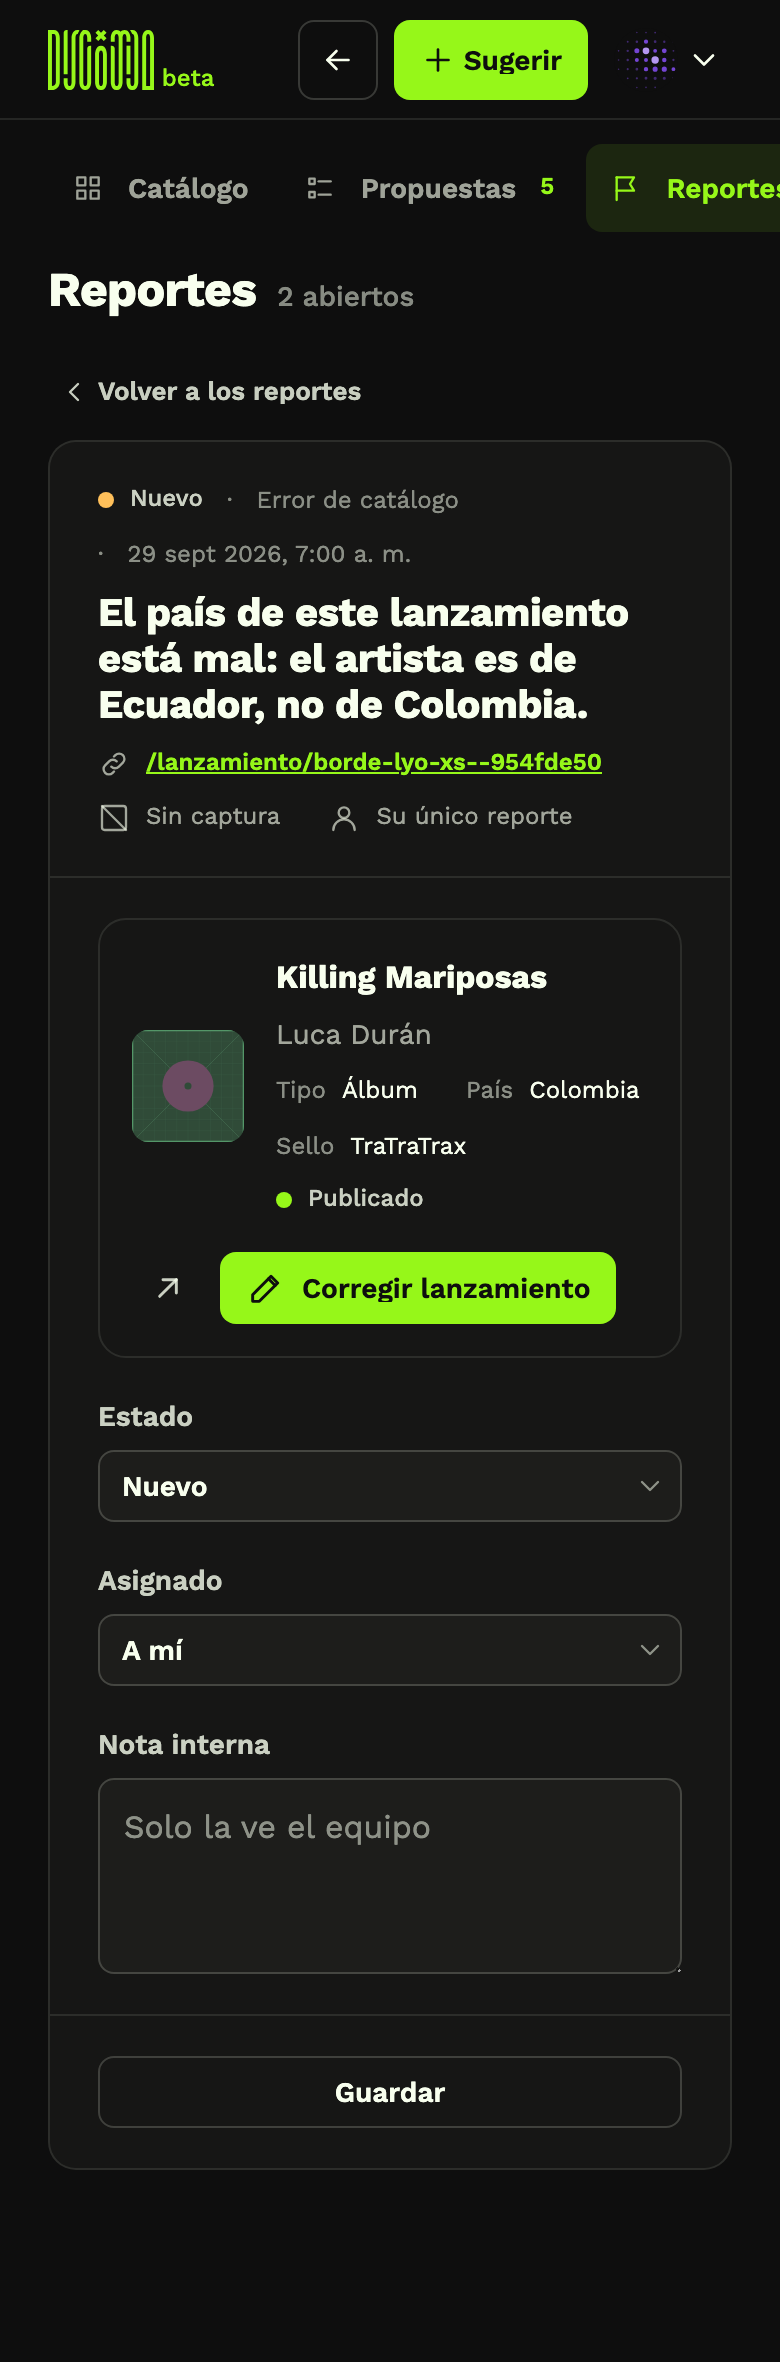 beta
Sugerir
Catálogo
Propuestas 5
Reportes
Reportes 2 abiertos
Volver a los reportes
Nuevo · Error de catálogo
· 29 sept 2026, 7:00 a. m.
El país de este lanzamiento
está mal: el artista es de
Ecuador, no de Colombia.
/lanzamiento/borde-lyo-xs--954fde50
Sin captura
Su único reporte
Killing Mariposas
Luca Durán
Tipo Álbum País Colombia
Sello TraTraTrax
Publicado
Corregir lanzamiento
Estado
Nuevo
Asignado
A mí
Nota interna
Solo la ve el equipo
Guardar